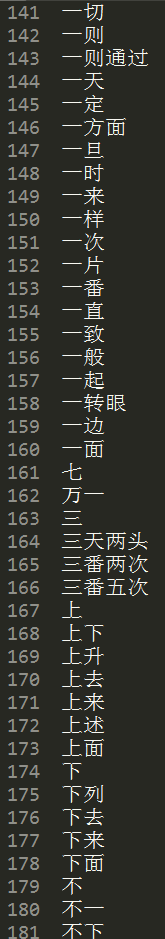 141 一切
142 一则
143 一则通过
144 一天
145 一定
146 一方面
147 一旦
148 一时
149 一来
150 一样
151 一次
152 一片
153 一番
154 一直
155 一致
156 一般
157 一起
158 一转眼
159 一边
160 一面
161 七
162 万一
163 三
164 三天两头
165 三番两次
166 三番五次
167 上
168 上下
169 上升
170 上去
171 上来
172 上述
173 上面
174 下
175 下列
176 下去
177 下来
178 下面
179 不
180 不一
181 不下